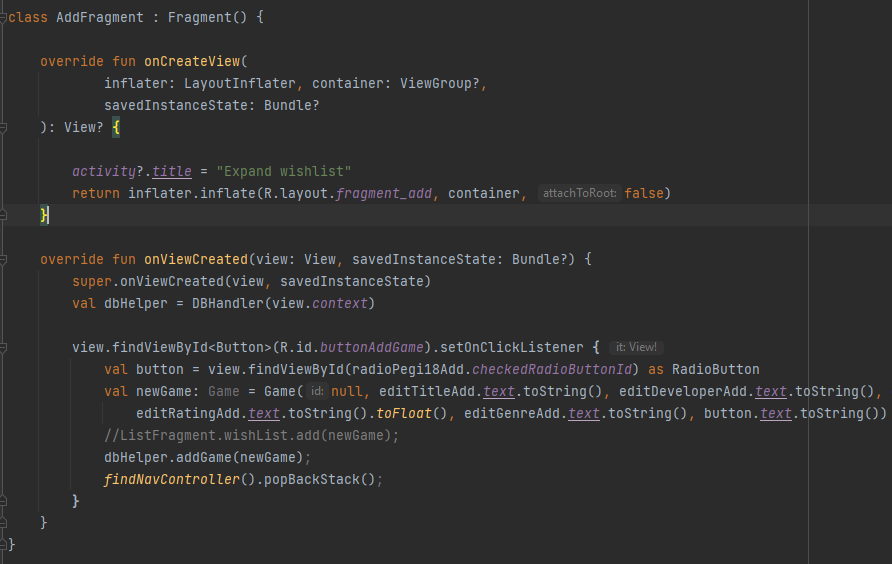 class AddFragment : Fragment() {
override fun onCreateView(
inflater: LayoutInflater, container: ViewGroup?,
savedInstanceState: Bundle?
): View? {
activity?.title = "Expand wishlist"
return inflater.inflate(R.layout.fragment_add, container, attachToRoot: false)
}
override fun onViewCreated(view: View, savedInstanceState: Bundle?) {
super.onViewCreated(view, savedInstanceState)
val dbHelper = DBHandler(view.context)
view.findViewById<Button>(R.id.buttonAddGame).setOnClickListener { it: View!
val button = view.findViewById(radioPegi18Add.checkedRadioButtonId) as RadioButton
val newGame: Game = Game( id: null, editTitleAdd.text.toString(), editDeveloperAdd.text.toString(),
editRatingAdd.text.toString().toFloat(), editGenreAdd.text.toString(), button.text.toString())
//ListFragment.wishList.add(newGame);
dbHelper.addGame(newGame);
findNavController().popBackStack();
}
}
}